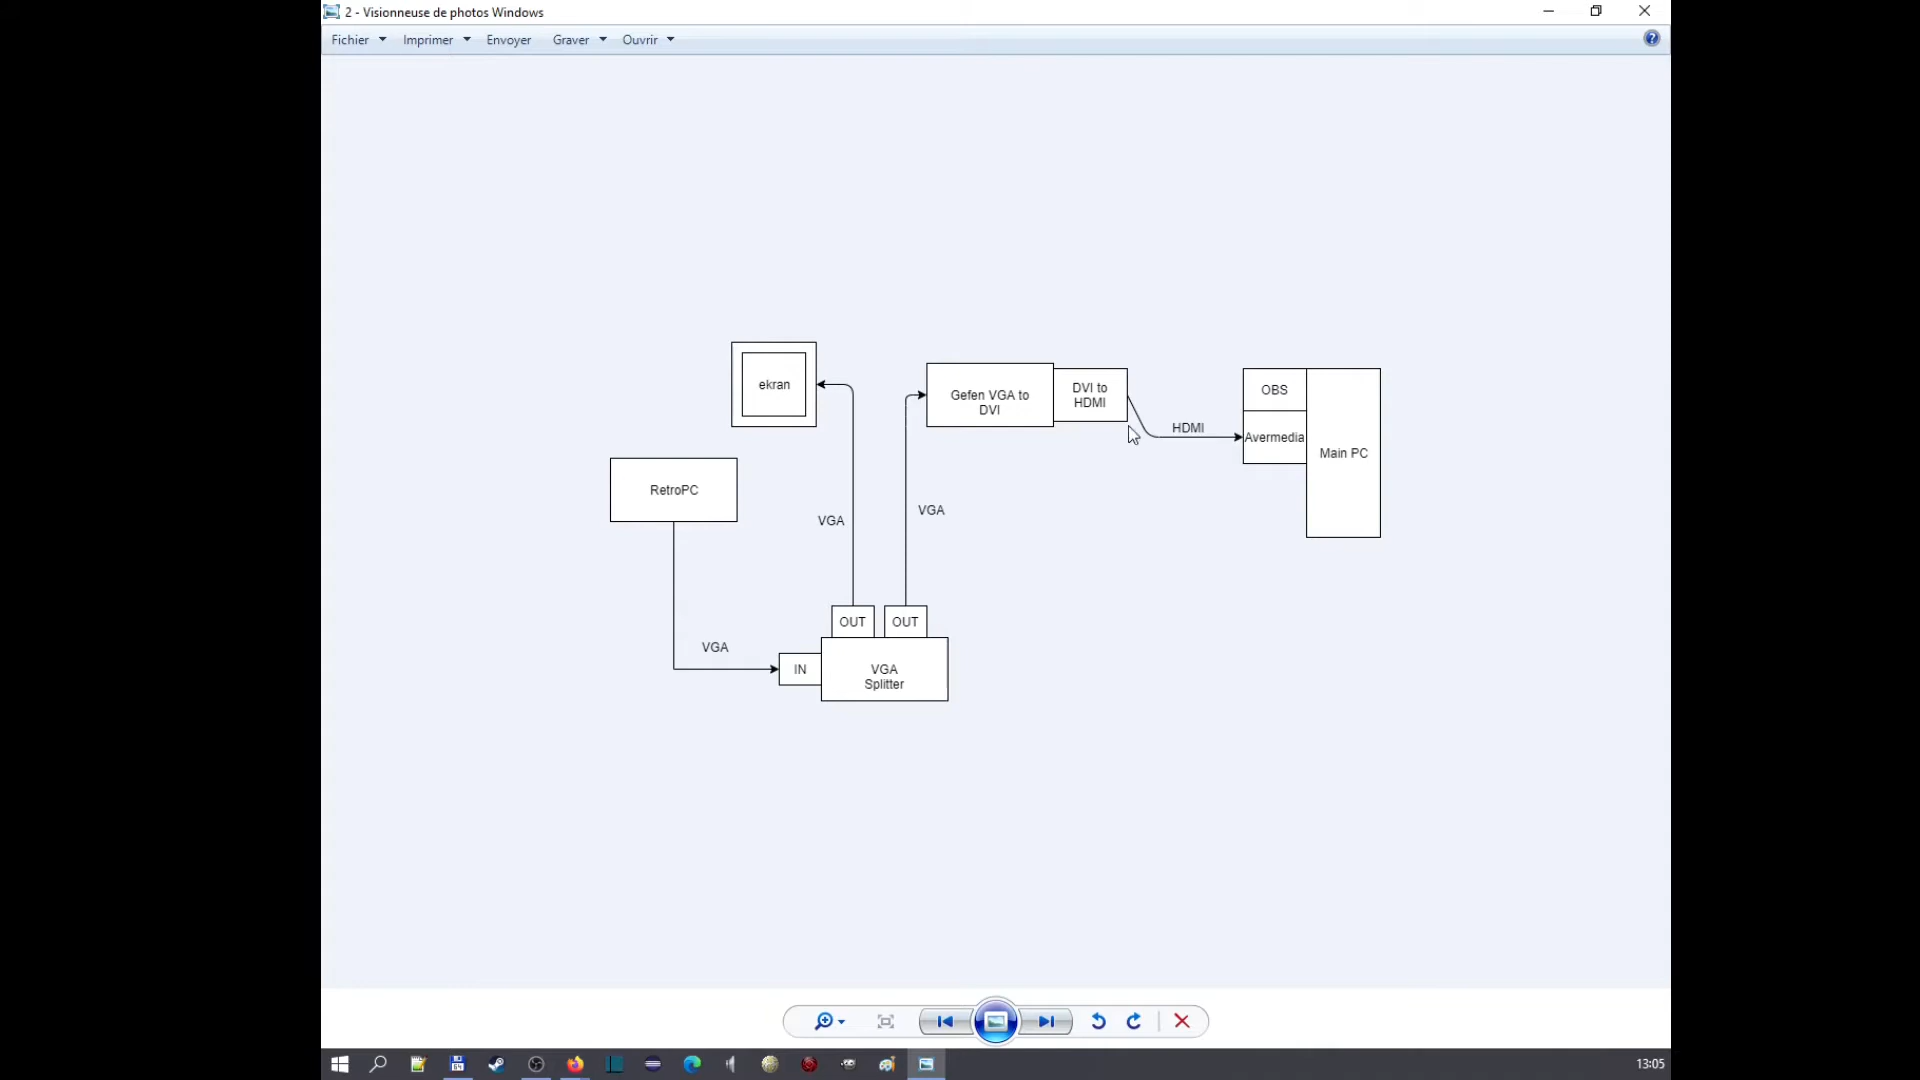 2 - Visionneuse de photos Windows
Fichier Imprimer Envoyer Graver Ouvrir
ekran
Gefen VGA to
DVI
DVI to
HDMI
HDMI
OBS
Avermedia
Main PC
RetroPC
VGA
VGA
OUT
OUT
VGA
IN
VGA
Splitter
13:05